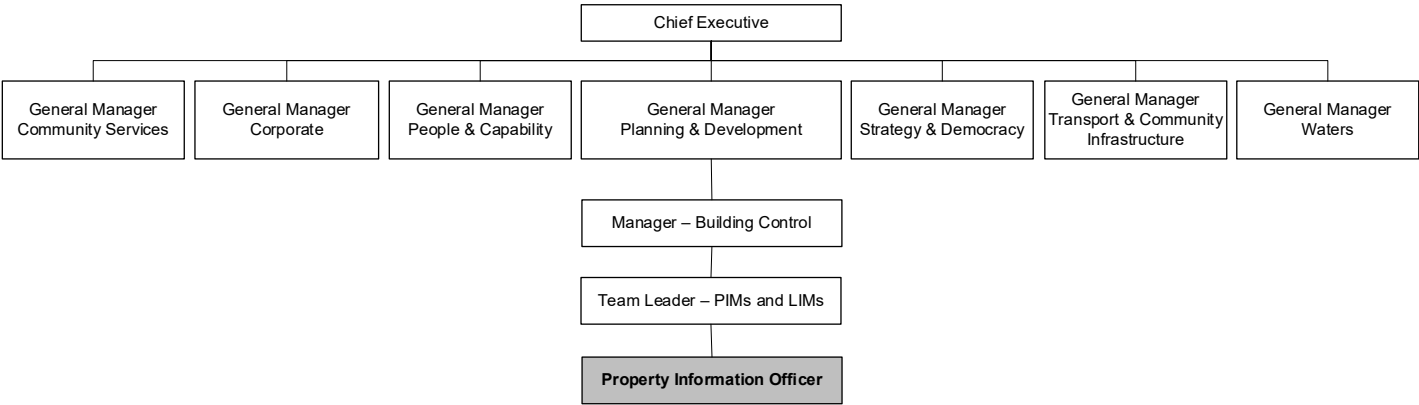 Chief Executive
General Manager
Community Services
General Manager
Corporate
General Manager
People & Capability
General Manager
Planning & Development
General Manager
Strategy & Democracy
General Manager
Transport & Community
Infrastructure
General Manager
Waters
Manager – Building Control
Team Leader – PIMs and LIMs
Property Information Officer